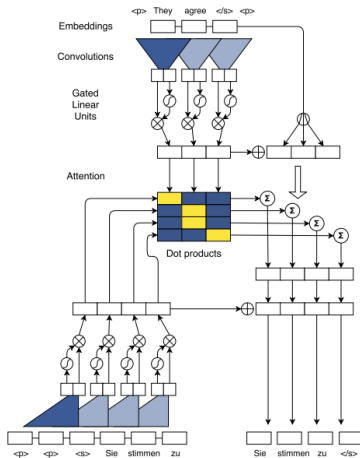 <p> They agree </s> <p>
Embeddings
Convolutions
Gated
Linear
Units
Attention
Σ
Σ
Σ
Σ
Dot products
<p> <p> <s> Sie stimmen zu
Sie stimmen zu </s>